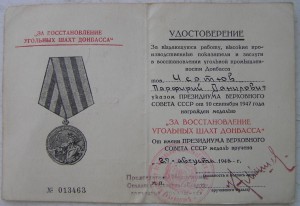 "ЗА ВОССТАНОВЛЕНИЕ
УГОЛЬНЫХ ШАХТ ДОНБАССА"
№ 013463
УДОСТОВЕРЕНИЕ
За выдающуюся работу, высокие про-
изводственные показатели и заслуги
в восстановлении угольной промышлен-
ности Донбасса
тов.
указом ПРЕЗИДИУМА ВЕРХОВНОГО
СОВЕТА СССР от 10 сентября 1947 года
награжден медалью
"ЗА ВОССТАНОВЛЕНИЕ
УГОЛЬНЫХ ШАХТ ДОНБАССА"
От имени ПРЕЗИДИУМА ВЕРХОВНОГО
СОВЕТА СССР медаль вручена
августа 1948 г.